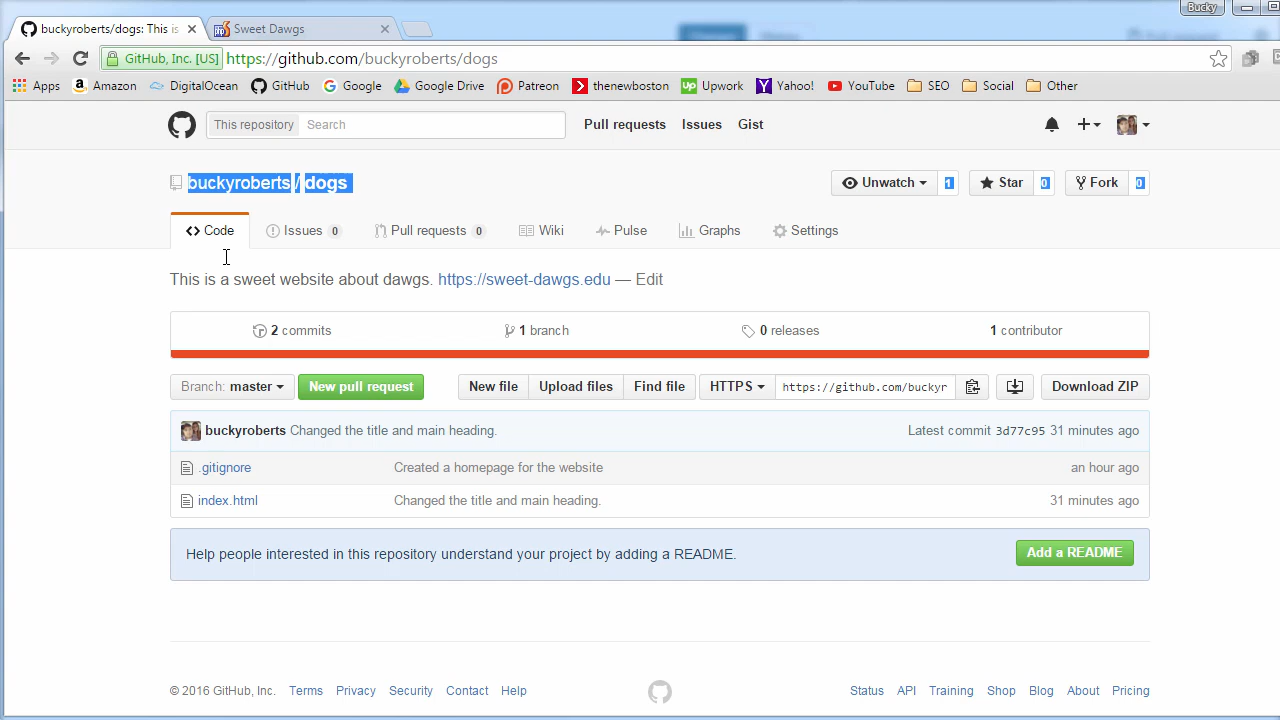 Bucky
buckyroberts/dogs: This is
Sweet Dawgs
GitHub, Inc. [US] https://github.com/buckyroberts/dogs
Apps Amazon DigitalOcean GitHub Google Google Drive Patreon thenewboston Upwork Yahoo! YouTube SEO Social Other
This repository Search Pull requests Issues Gist
buckyroberts / dogs Unwatch 1 Star 0 Fork 0
Code Issues 0 Pull requests 0 Wiki Pulse Graphs Settings
This is a sweet website about dawgs. https://sweet-dawgs.edu — Edit
2 commits 1 branch 0 releases 1 contributor
Branch: master New pull request New file Upload files Find file HTTPS https://github.com/buckyr Download ZIP
buckyroberts Changed the title and main heading. Latest commit 3d77c95 31 minutes ago
.gitignore Created a homepage for the website an hour ago
index.html Changed the title and main heading. 31 minutes ago
Help people interested in this repository understand your project by adding a README. Add a README
© 2016 GitHub, Inc. Terms Privacy Security Contact Help Status API Training Shop Blog About Pricing